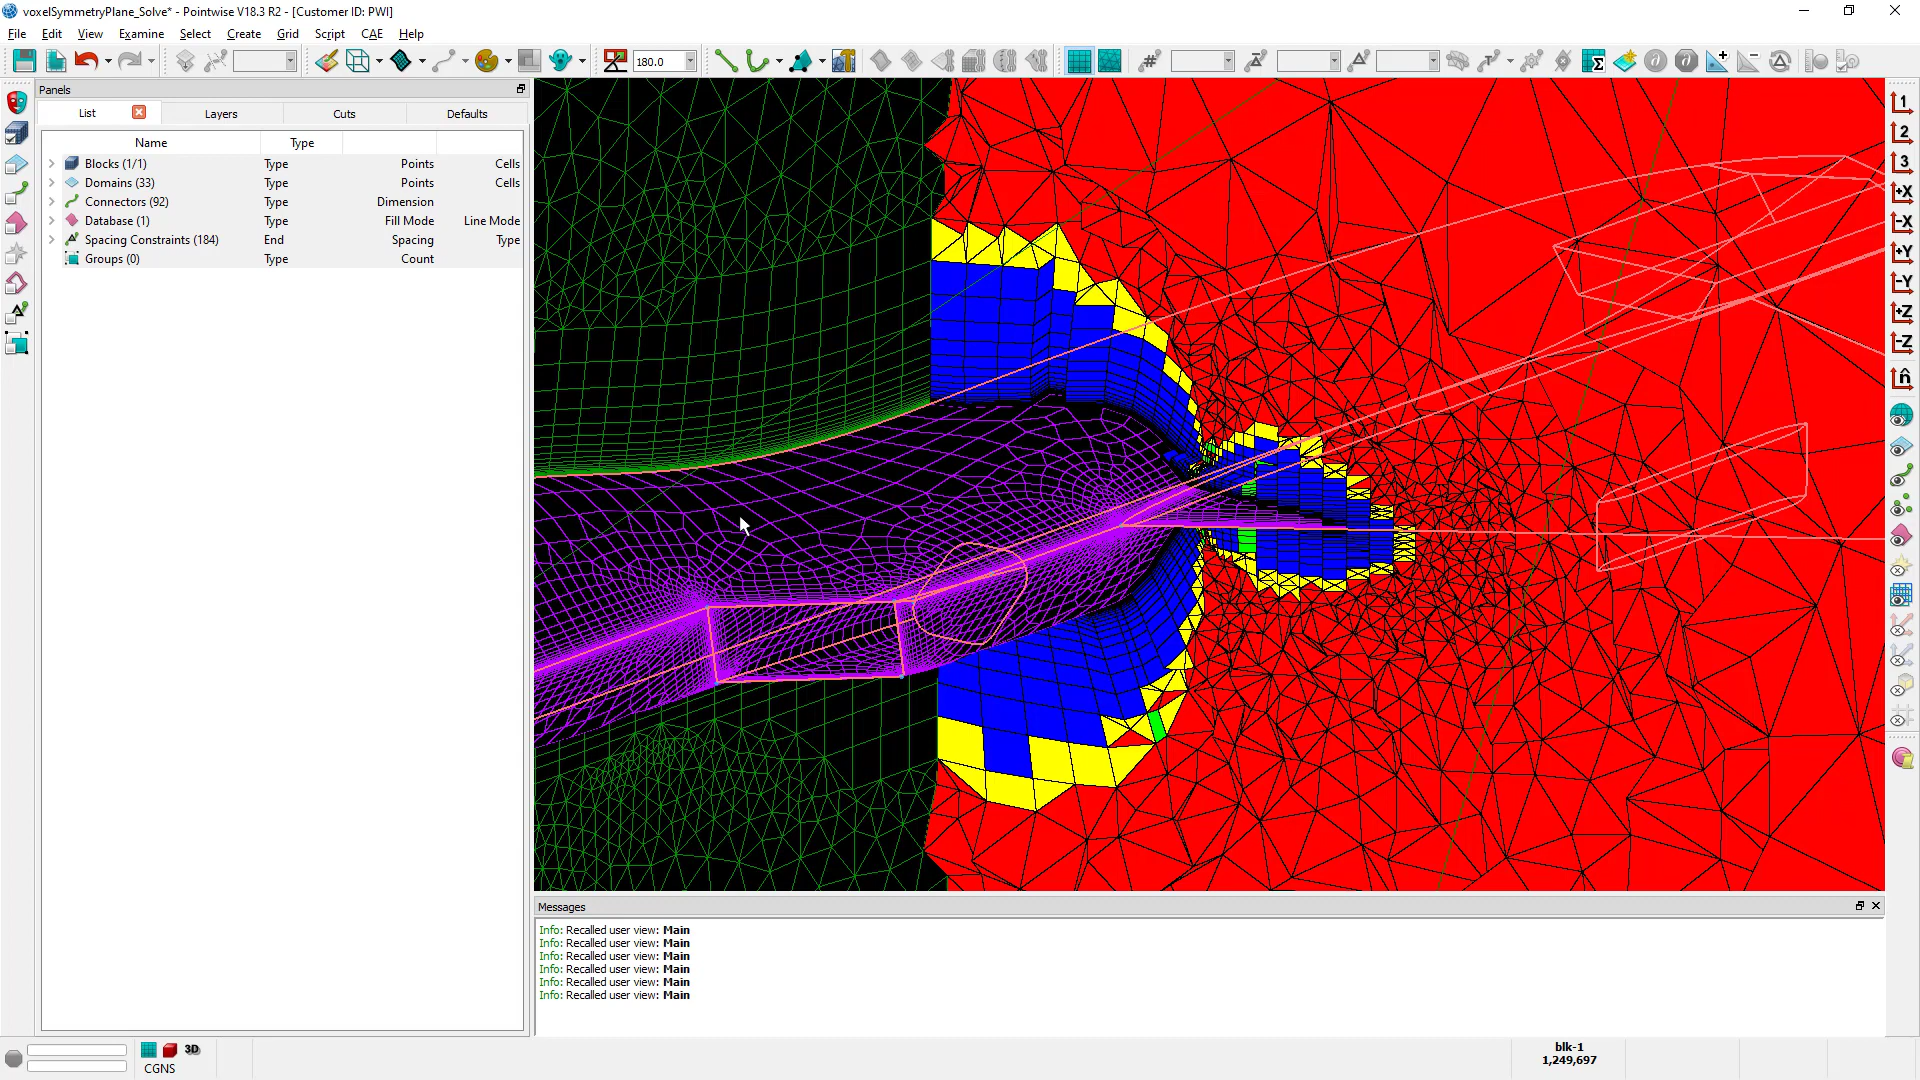 voxelSymmetryPlane_Solve* - Pointwise V18.3 R2 - [Customer ID: PWI]
File Edit View Examine Select Create Grid Script CAE Help
180.0
Panels
List Layers Cuts Defaults
Name Type
Blocks (1/1) Type Points Cells
Domains (33) Type Points Cells
Connectors (92) Type Dimension
Database (1) Type Fill Mode Line Mode
Spacing Constraints (184) End Spacing Type
Groups (0) Type Count
1
2
3
+X
-X
+Y
-Y
+Z
-Z
n̂
Messages
Info: Recalled user view: Main
Info: Recalled user view: Main
Info: Recalled user view: Main
Info: Recalled user view: Main
Info: Recalled user view: Main
Info: Recalled user view: Main
3D
CGNS
blk-1
1,249,697